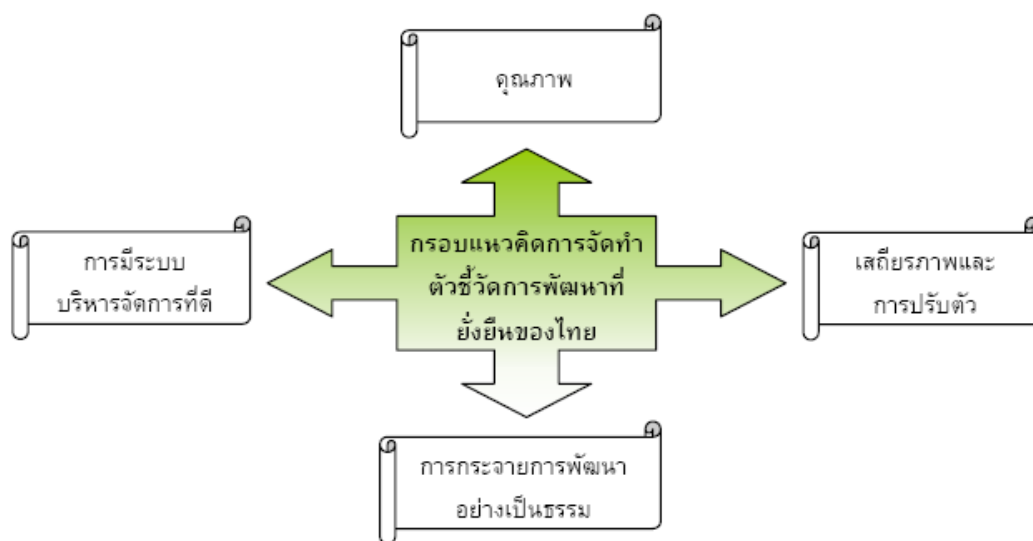 คุณภาพ
การมีระบบ
บริหารจัดการที่ดี
กรอบแนวคิดการจัดทำ
ตัวชี้วัดการพัฒนาที่
ยั่งยืนของไทย
เสถียรภาพและ
การปรับตัว
การกระจายการพัฒนา
อย่างเป็นธรรม